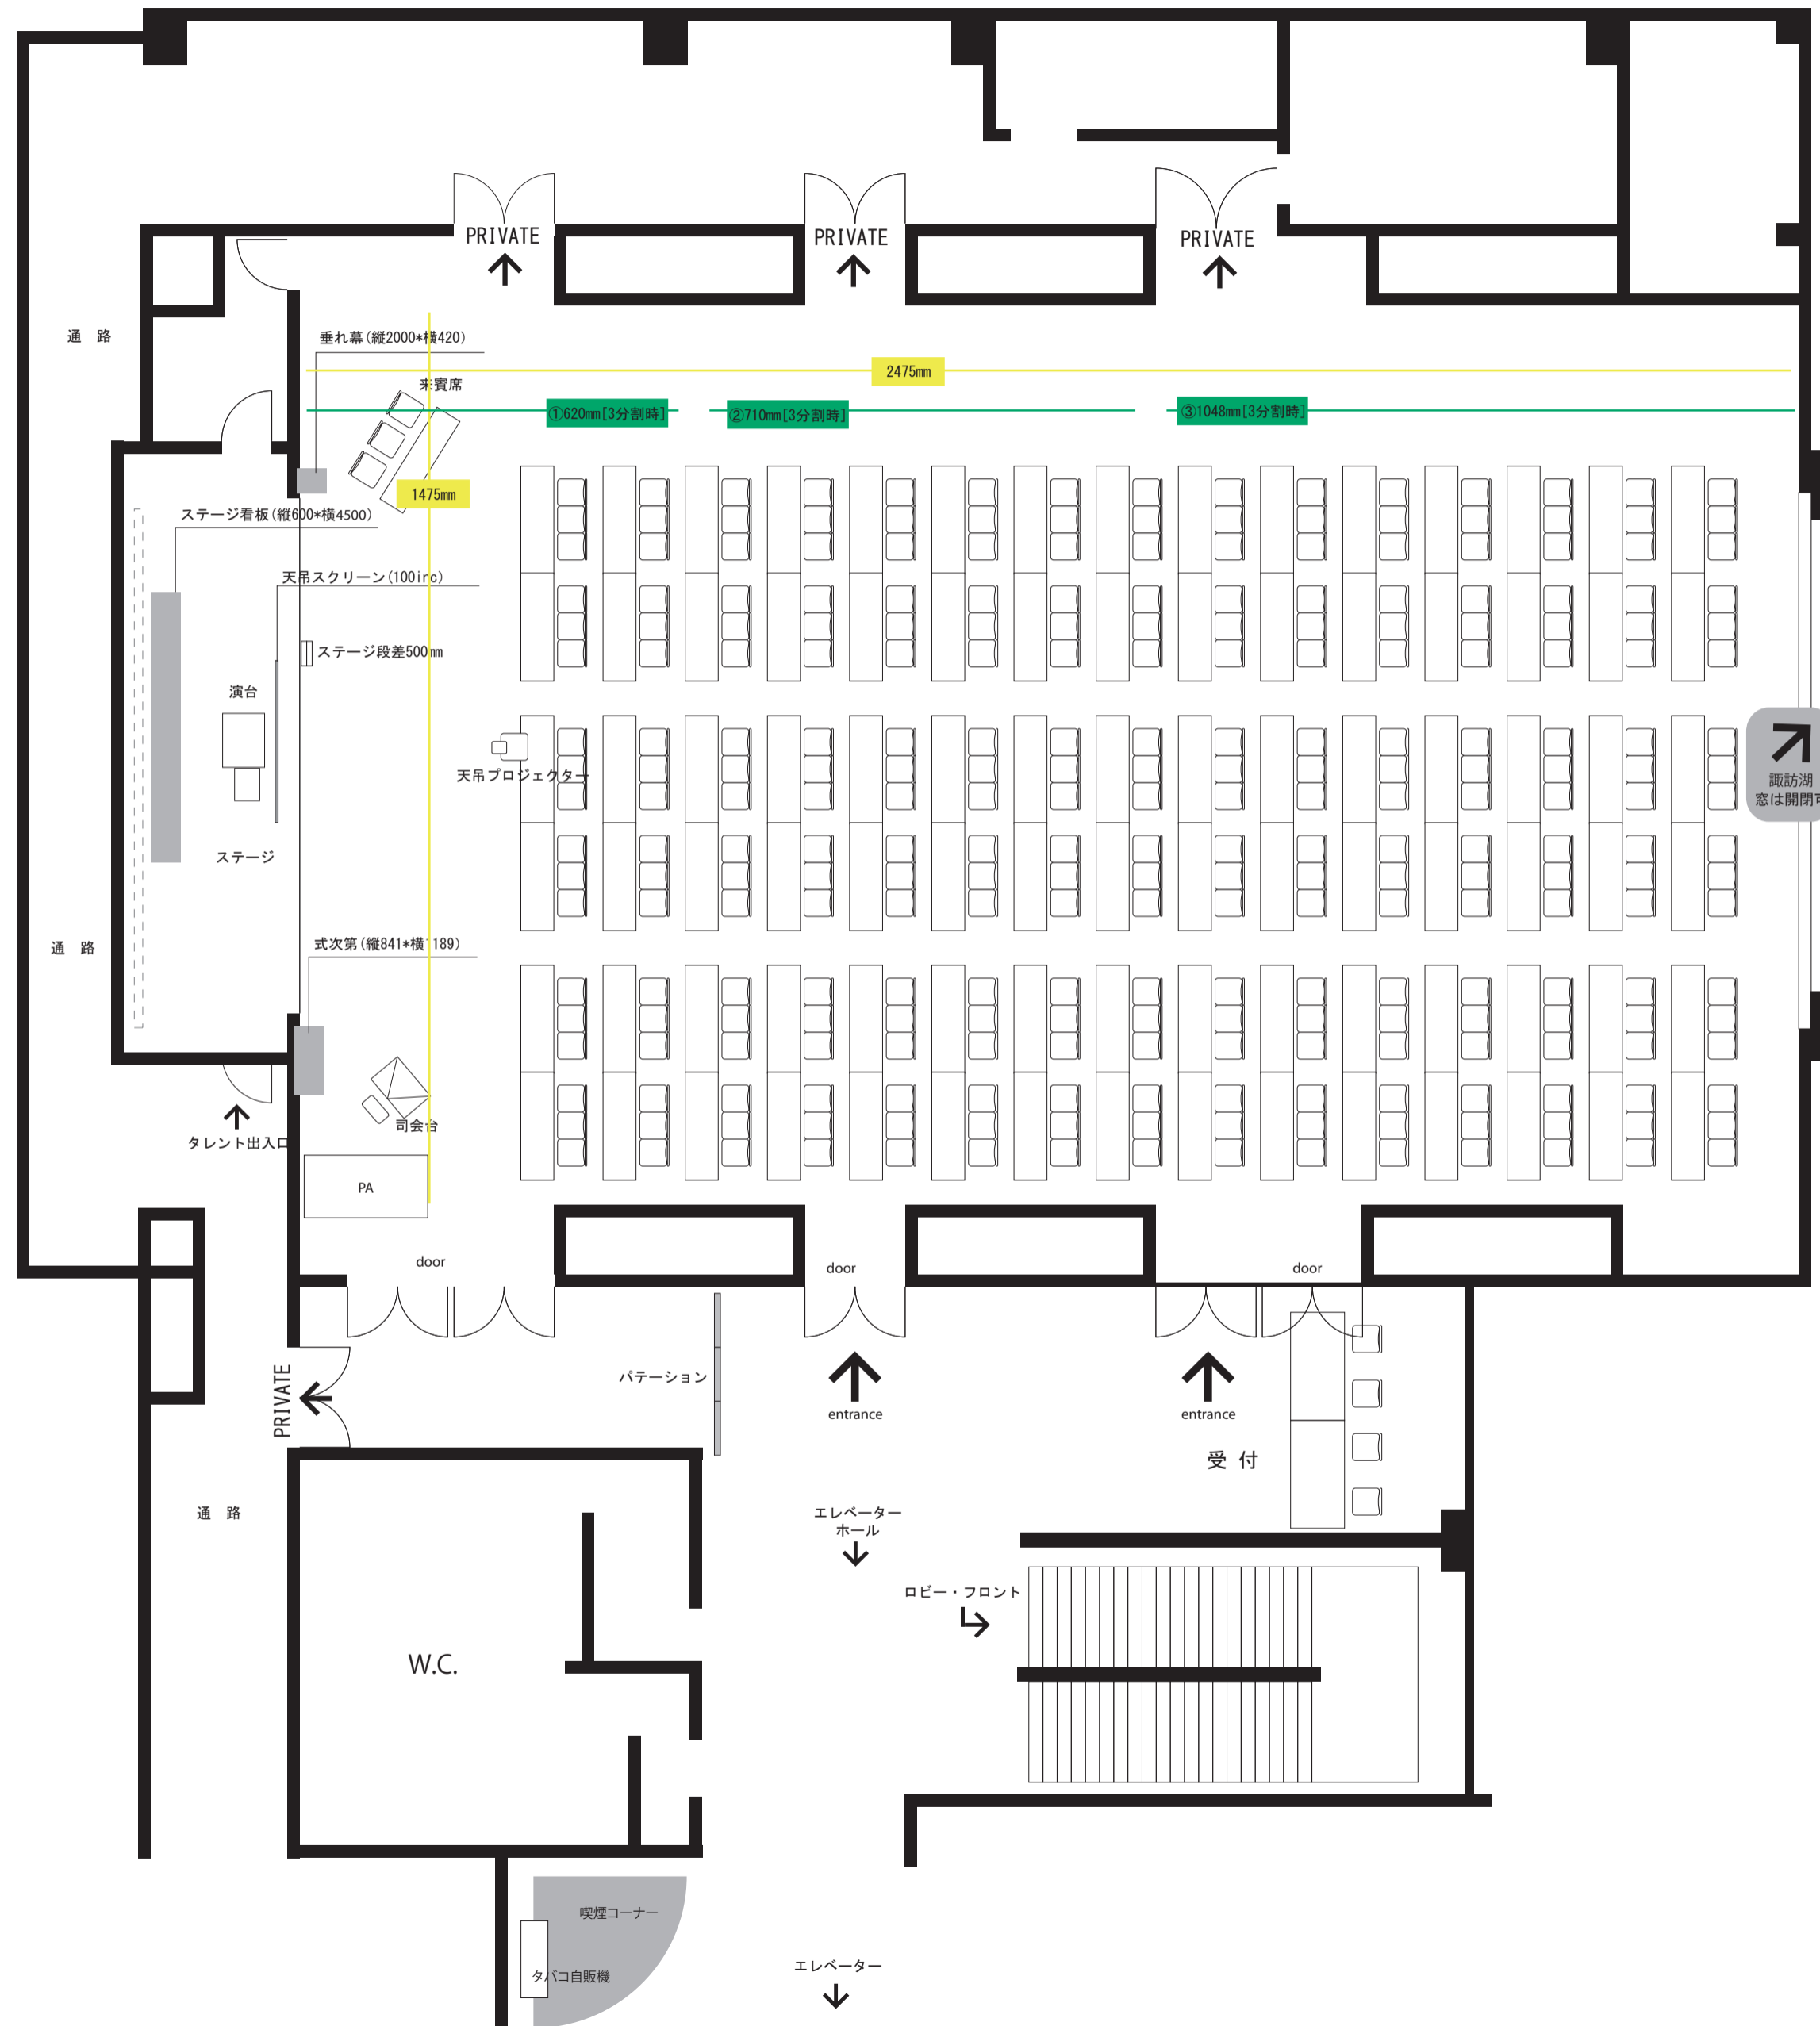 PRIVATE
PRIVATE
PRIVATE
通 路
垂れ幕(縦2000*横420)
2475mm
来賓席
①620mm[3分割時]
②710mm[3分割時]
③1048mm[3分割時]
1475mm
ステージ看板(縦600*横4500)
天吊スクリーン(100inc)
ステージ段差500mm
演台
天吊プロジェクター
諏訪湖
窓は開閉可
ステージ
通 路
式次第(縦841*横1189)
司会台
タレント出入口
PA
door
door
door
PRIVATE
パテーション
entrance
entrance
受 付
通 路
エレベーター
ホール
ロビー・フロント
W.C.
喫煙コーナー
タバコ自販機
エレベーター